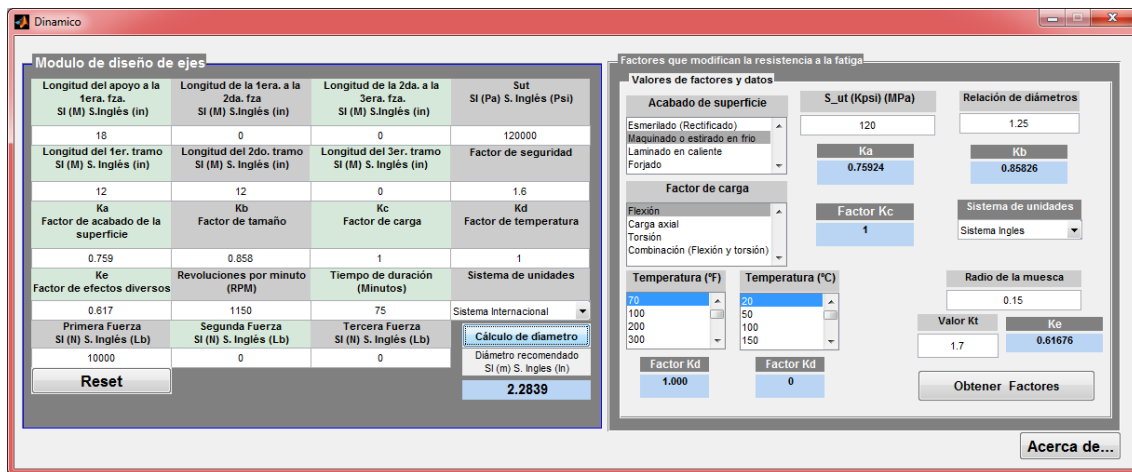 Dinamico
Modulo de diseño de ejes
Longitud del apoyo a la 1era. fza. SI (M) S.Inglés (in)
Longitud de la 1era. a la 2da. fza SI (M) S.Inglés (in)
Longitud de la 2da. a la 3era. fza. SI (M) S.Inglés (in)
Sut SI (Pa) S. Inglés (Psi)
18
0
0
120000
Longitud del 1er. tramo SI (M) S. Inglés (in)
Longitud del 2do. tramo SI (M) S. Inglés (in)
Longitud del 3er. tramo SI (M) S. Inglés (in)
Factor de seguridad
12
12
0
1.6
Ka Factor de acabado de la superficie
Kb Factor de tamaño
Kc Factor de carga
Kd Factor de temperatura
0.759
0.858
1
1
Ke Factor de efectos diversos
Revoluciones por minuto (RPM)
Tiempo de duración (Minutos)
Sistema de unidades
0.617
1150
75
Sistema Internacional
Primera Fuerza SI (N) S. Inglés (Lb)
Segunda Fuerza SI (N) S. Inglés (Lb)
Tercera Fuerza SI (N) S. Inglés (Lb)
Cálculo de diametro
10000
0
0
Diámetro recomendado SI (m) S. Ingles (In)
2.2839
Reset
Factores que modifican la resistencia a la fatiga
Valores de factores y datos
Acabado de superficie
Esmerilado (Rectificado)
Maquinado o estirado en frio
Laminado en caliente
Forjado
S_ut (Kpsi) (MPa)
120
Relación de diámetros
1.25
Ka
0.75924
Kb
0.85826
Factor de carga
Flexión
Carga axial
Torsión
Combinación (Flexión y torsión)
Factor Kc
1
Sistema de unidades
Sistema Ingles
Temperatura (ºF)
70
100
200
300
Temperatura (ºC)
20
50
100
150
Radio de la muesca
0.15
Valor Kt
1.7
Ke
0.61676
Factor Kd
1.000
Factor Kd
0
Obtener Factores
Acerca de...